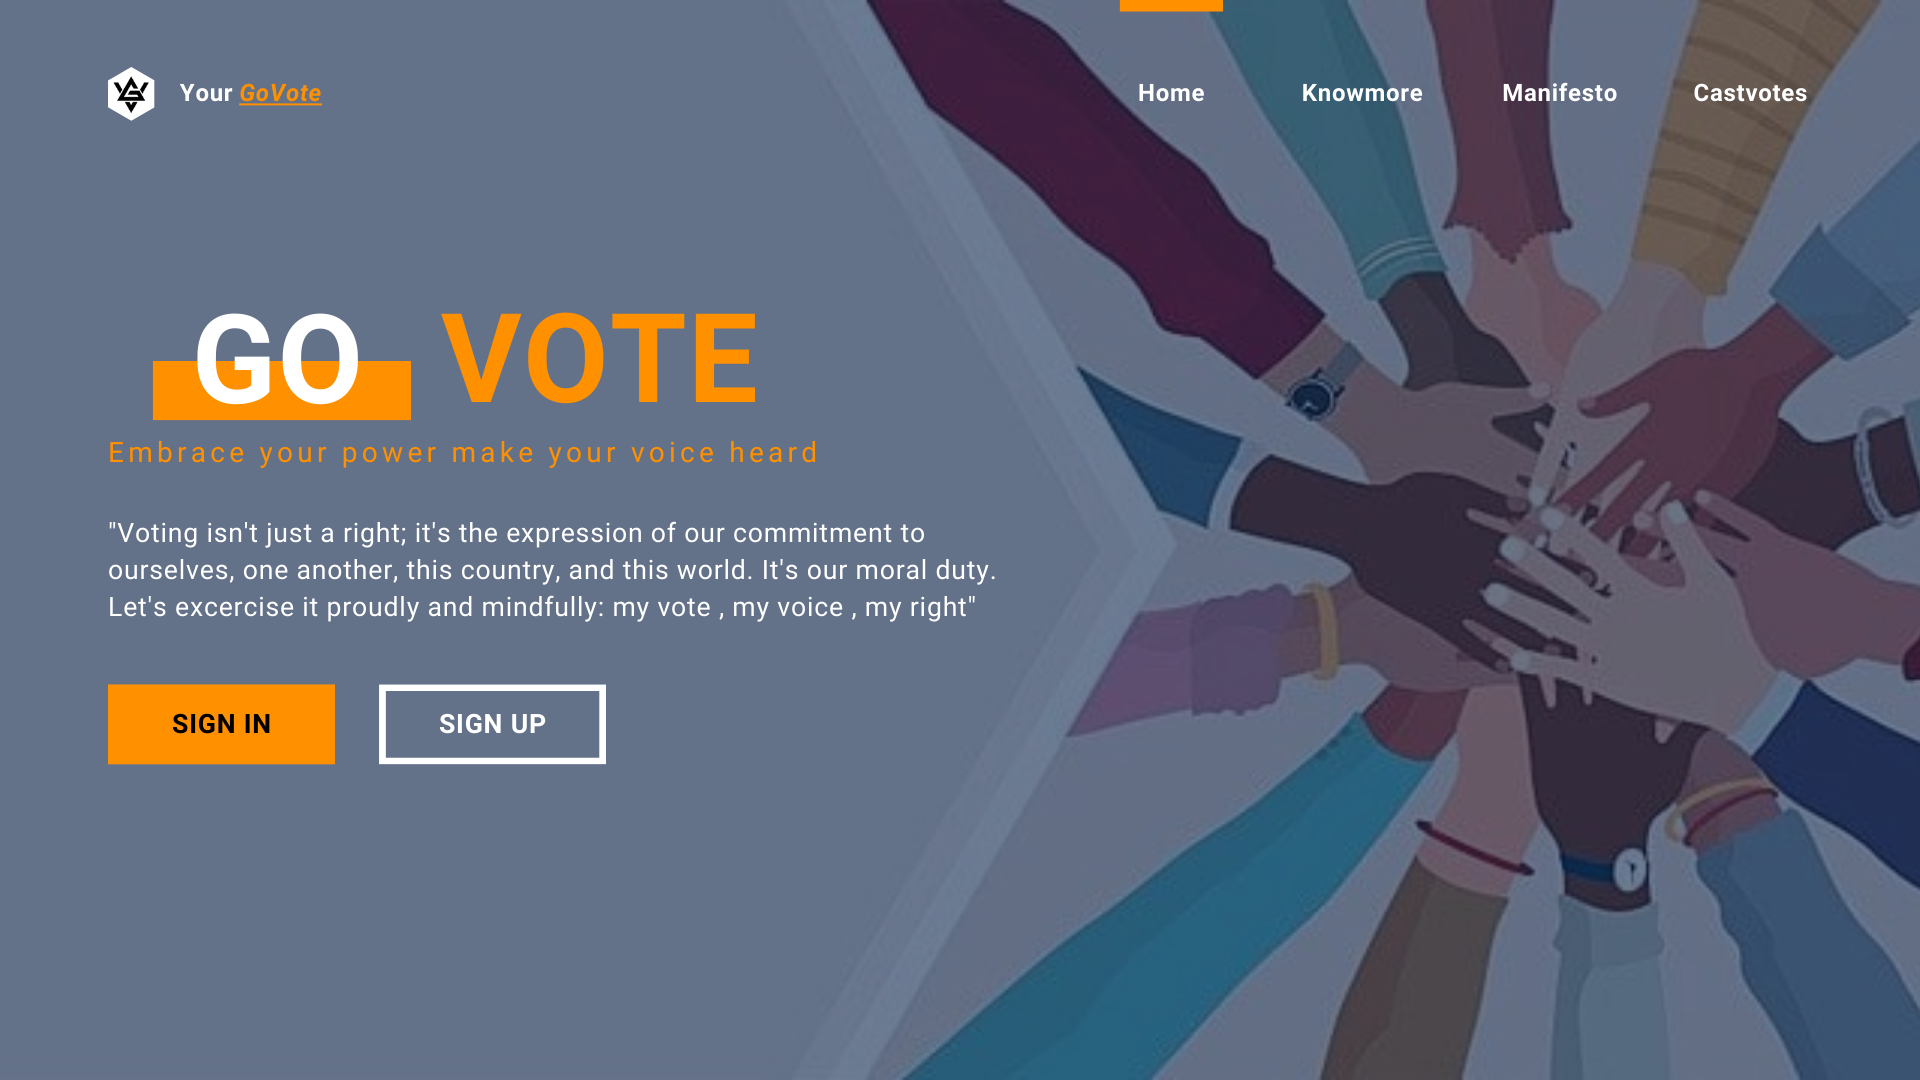 Your GoVote
Home Knowmore Manifesto Castvotes
GO VOTE
Embrace your power make your voice heard
"Voting isn't just a right; it's the expression of our commitment to
ourselves, one another, this country, and this world. It's our moral duty.
Let's excercise it proudly and mindfully: my vote , my voice , my right"
SIGN IN SIGN UP